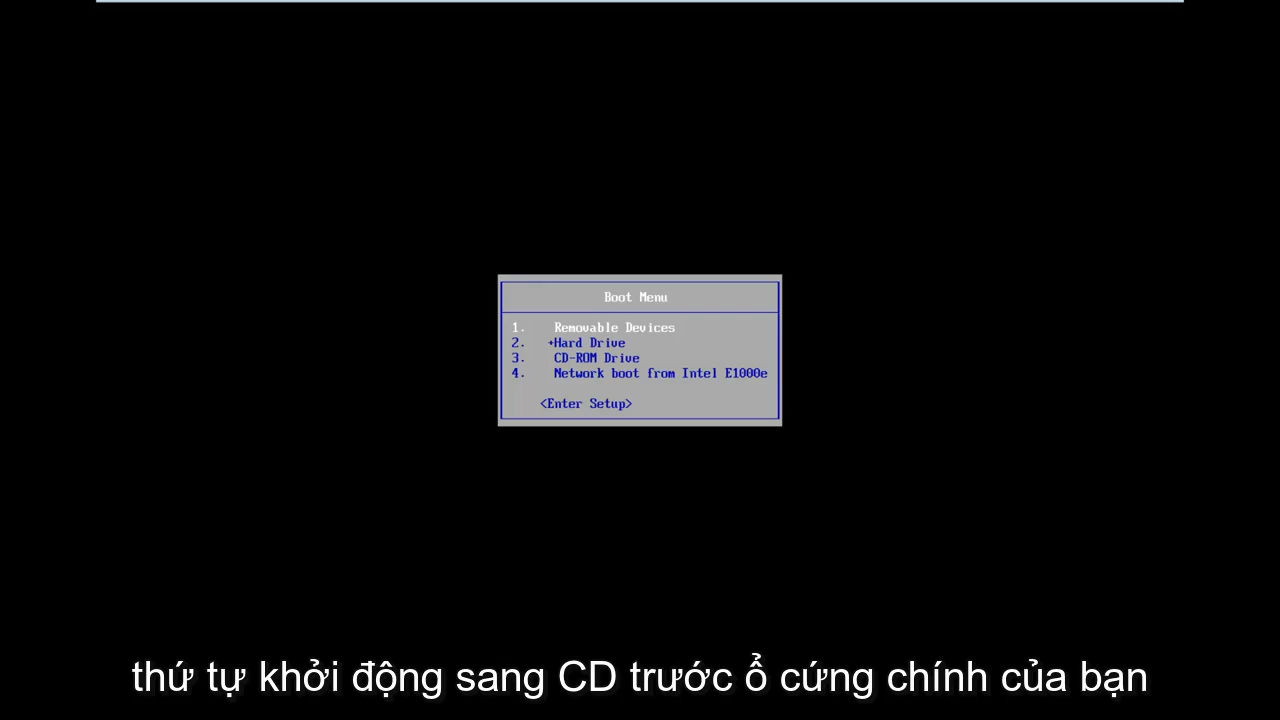 Boot Menu
1. Removable Devices
2. +Hard Drive
3. CD-ROM Drive
4. Network boot from Intel E1000e
<Enter Setup>
thứ tự khởi động sang CD trước ổ cứng chính của bạn